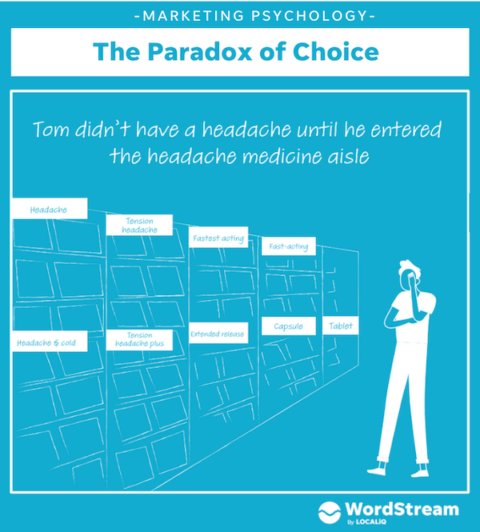 -MARKETING PSYCHOLOGY-
The Paradox of Choice
Tom didn't have a headache until he entered
the headache medicine aisle
Headache
Tension
headache
Fastest acting
Fast-acting
Headache & cold
Tension
headache plus
Extended release
Capsule
Tablet
WordStream
By LOCALiQ